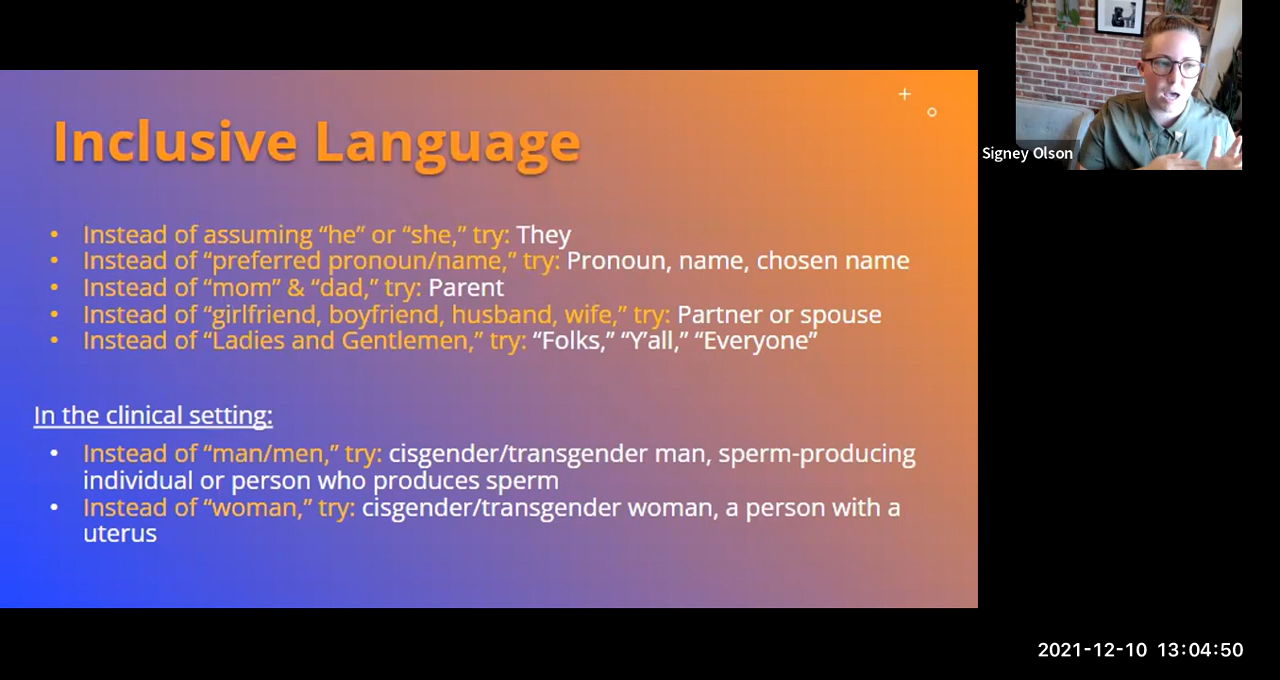 Inclusive Language
• Instead of assuming “he” or “she,” try: They
• Instead of “preferred pronoun/name,” try: Pronoun, name, chosen name
• Instead of “mom” & “dad,” try: Parent
• Instead of “girlfriend, boyfriend, husband, wife,” try: Partner or spouse
• Instead of “Ladies and Gentlemen,” try: “Folks,” “Y’all,” “Everyone”
In the clinical setting:
• Instead of “man/men,” try: cisgender/transgender man, sperm-producing
individual or person who produces sperm
• Instead of “woman,” try: cisgender/transgender woman, a person with a
uterus
Signey Olson
2021-12-10 13:04:50